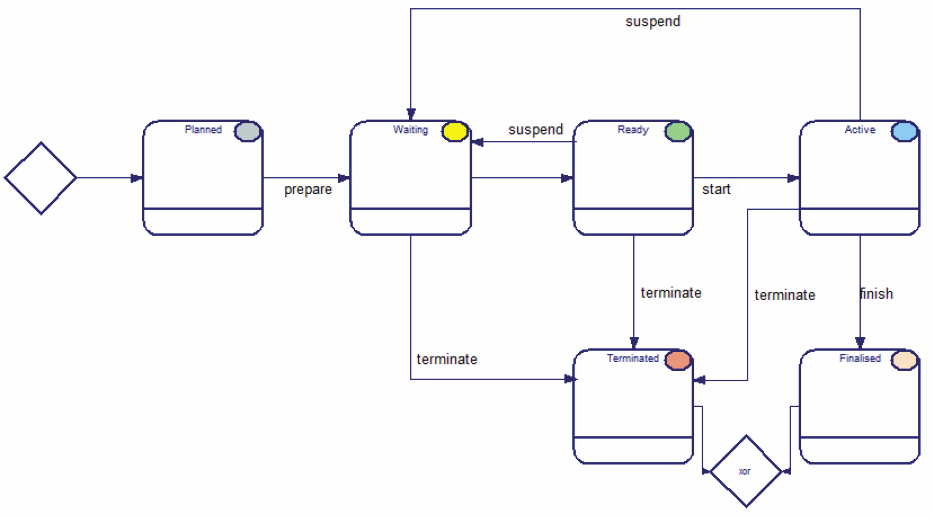 suspend
Planned
Waiting
suspend
Ready
Active
prepare
start
terminate
terminate
finish
terminate
Terminated
Finalised
xor